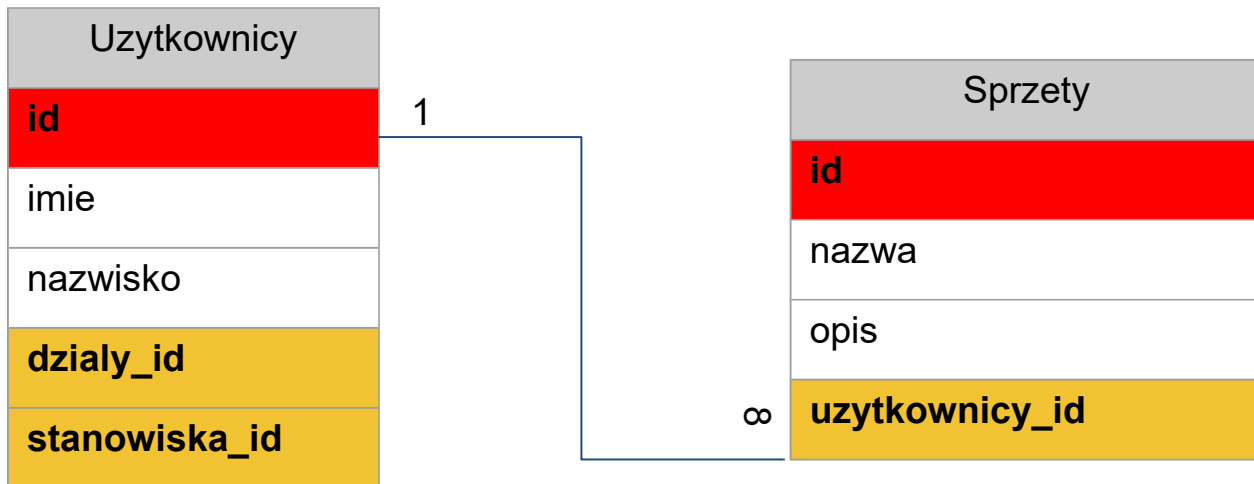 Uzytkownicy
id
imie
nazwisko
dzialy_id
stanowiska_id
1
∞
Sprzety
id
nazwa
opis
uzytkownicy_id